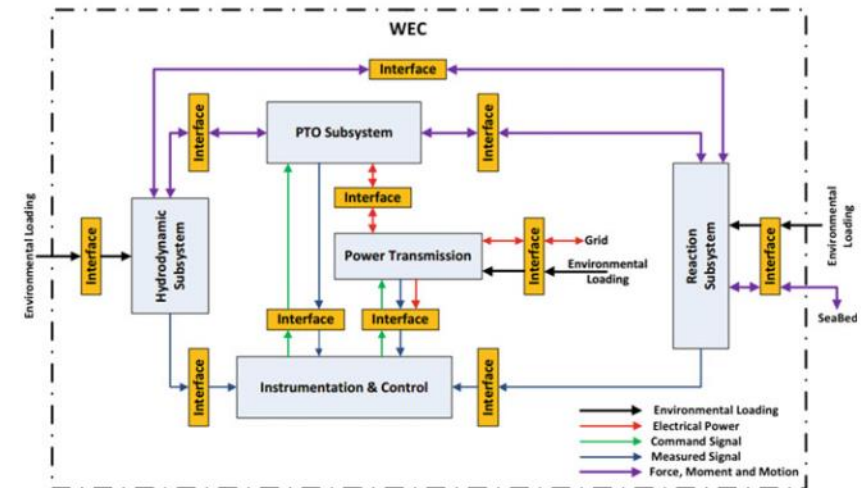 WEC
Interface
Interface
PTO Subsystem
Interface
Interface
Environmental Loading
Interface
Hydrodynamic
Subsystem
Power Transmission
Interface
Grid
Environmental
Loading
Reaction
Subsystem
Interface
Environmental
Loading
SeaBed
Interface
Interface
Interface
Instrumentation & Control
Interface
Environmental Loading
Electrical Power
Command Signal
Measured Signal
Force, Moment and Motion